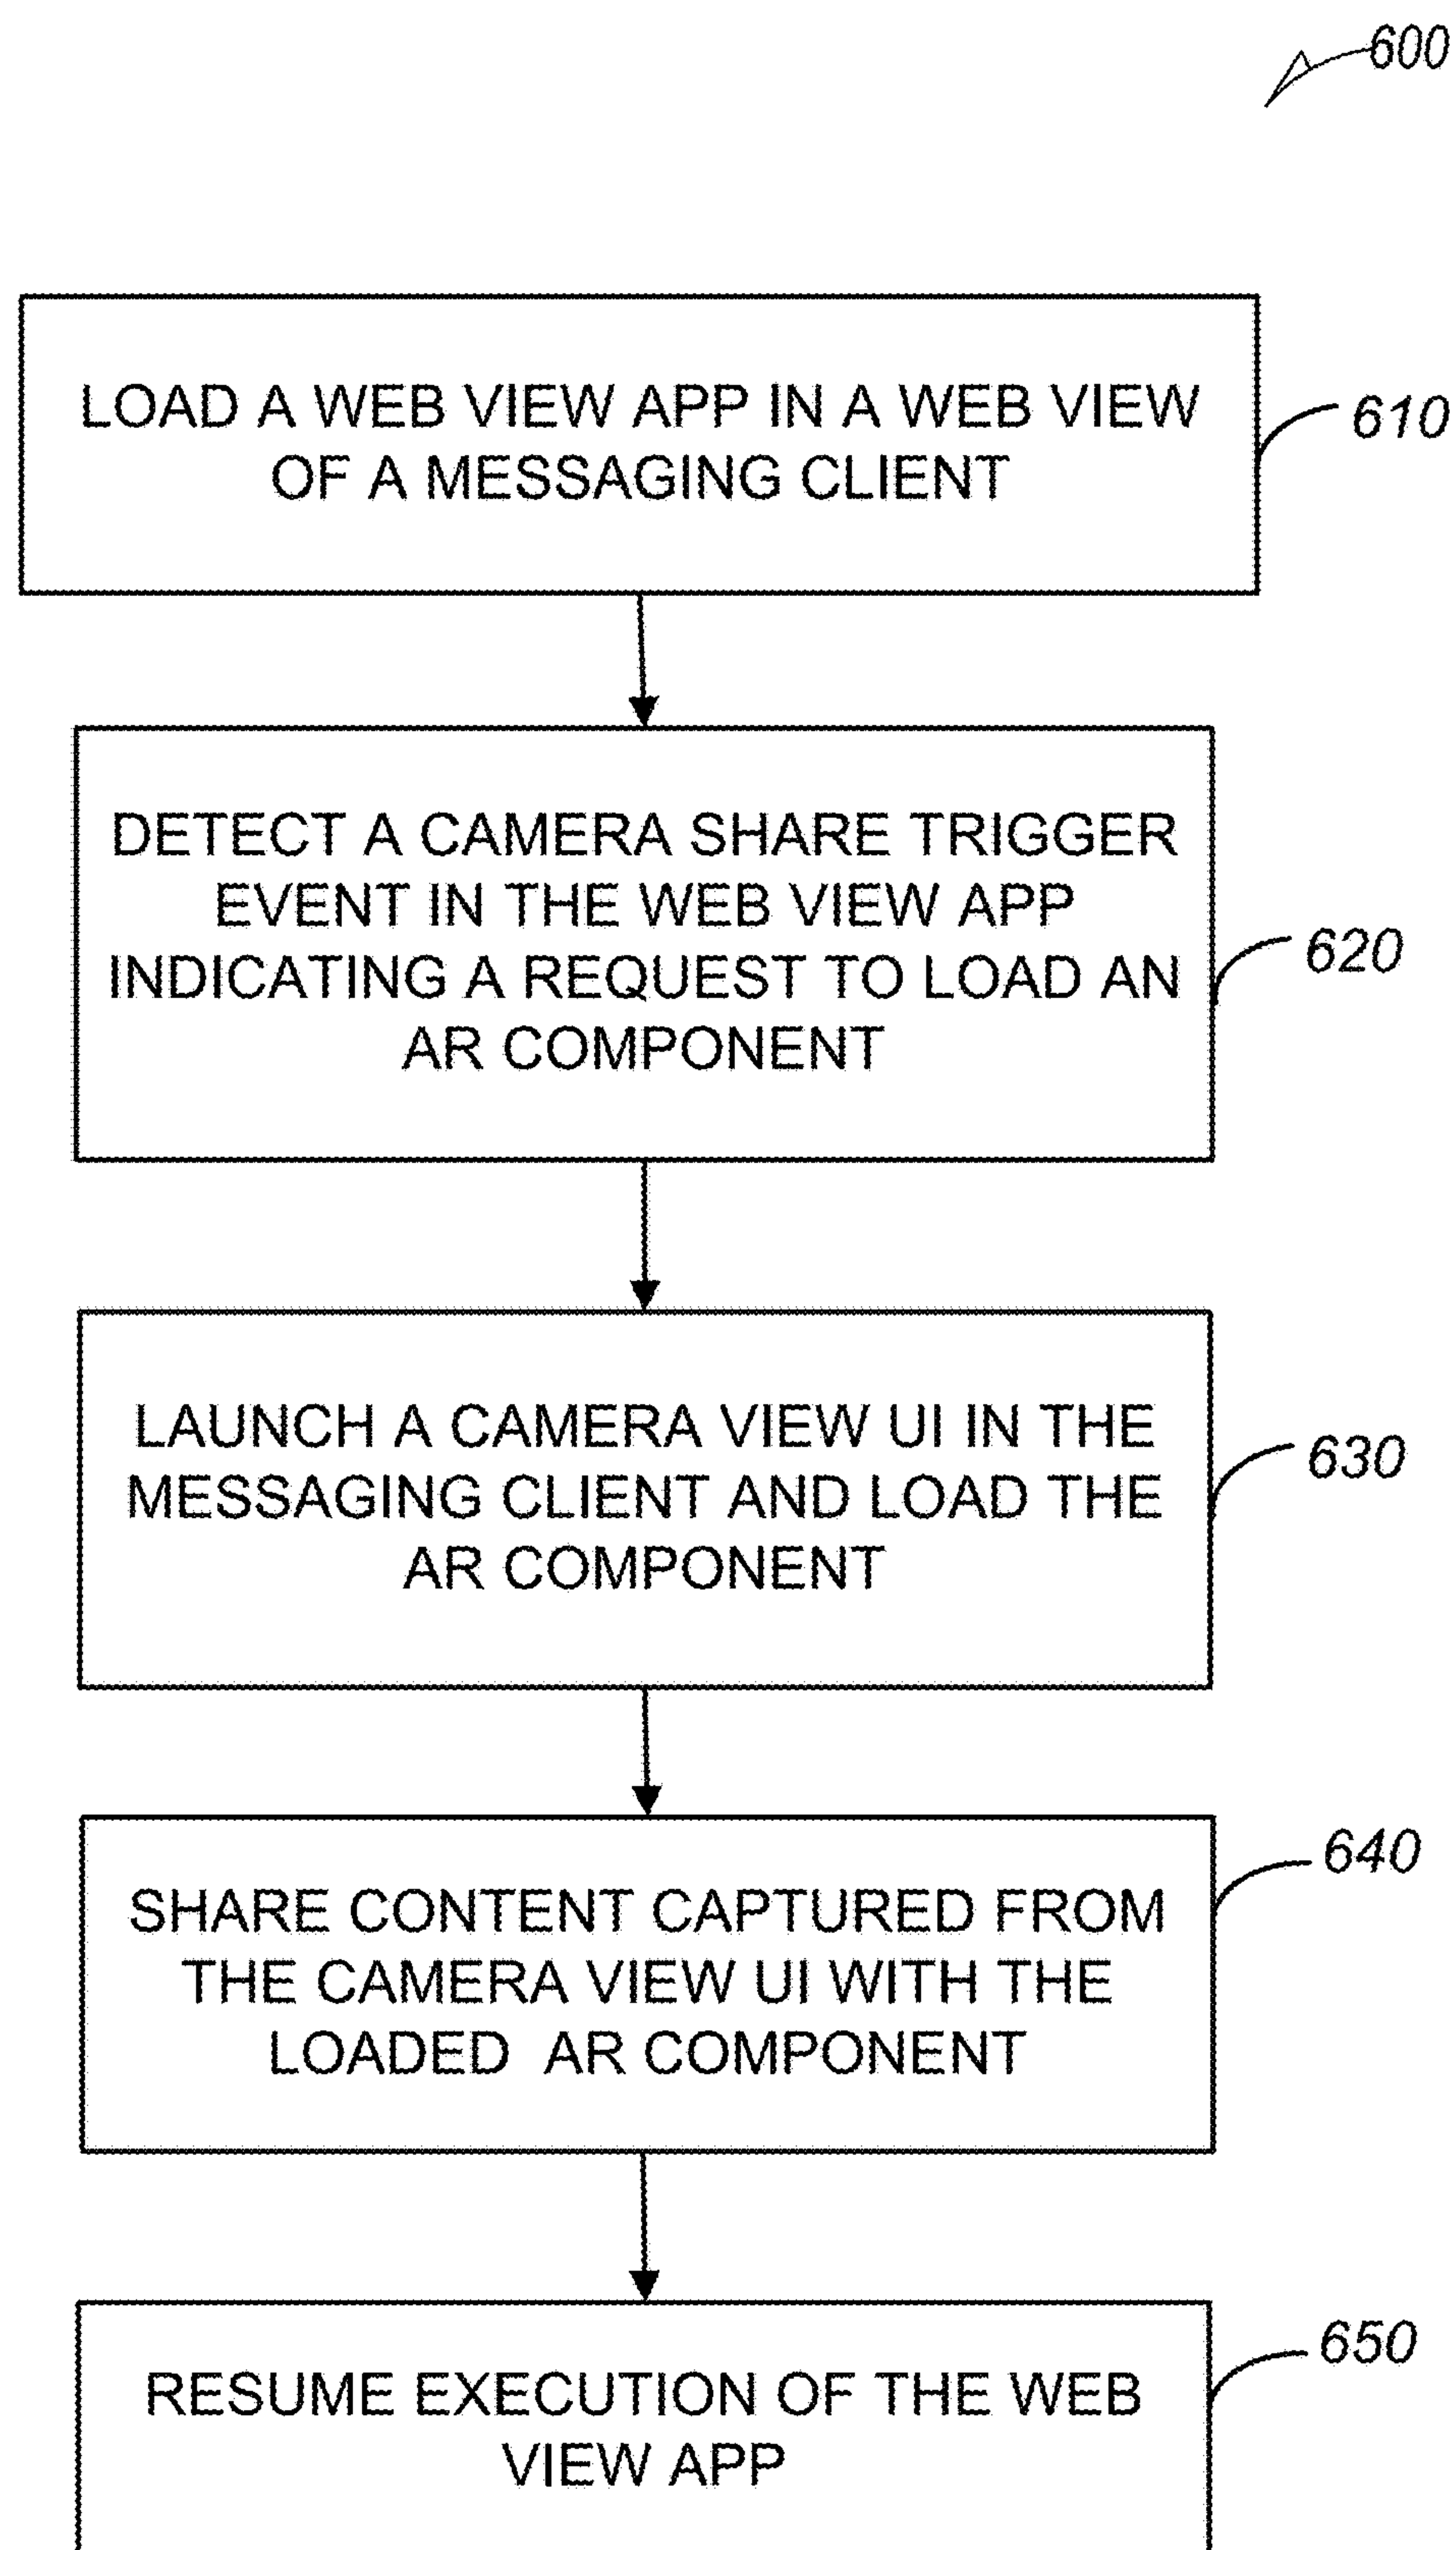 600
LOAD A WEB VIEW APP IN A WEB VIEW
OF A MESSAGING CLIENT
610
DETECT A CAMERA SHARE TRIGGER
EVENT IN THE WEB VIEW APP
INDICATING A REQUEST TO LOAD AN
AR COMPONENT
620
LAUNCH A CAMERA VIEW UI IN THE
MESSAGING CLIENT AND LOAD THE
AR COMPONENT
630
SHARE CONTENT CAPTURED FROM
THE CAMERA VIEW UI WITH THE
LOADED AR COMPONENT
640
RESUME EXECUTION OF THE WEB
VIEW APP
650